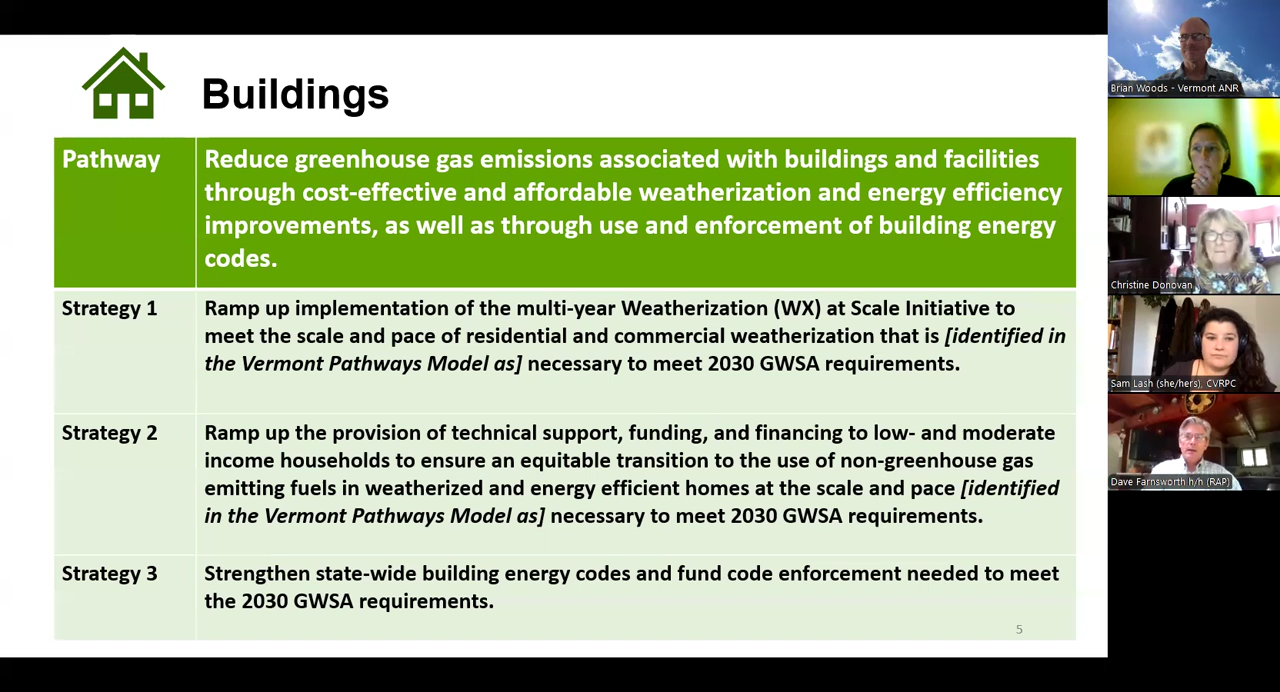 Buildings
Pathway
Reduce greenhouse gas emissions associated with buildings and facilities
through cost-effective and affordable weatherization and energy efficiency
improvements, as well as through use and enforcement of building energy
codes.
Strategy 1
Ramp up implementation of the multi-year Weatherization (WX) at Scale Initiative to
meet the scale and pace of residential and commercial weatherization that is [identified in
the Vermont Pathways Model as] necessary to meet 2030 GWSA requirements.
Strategy 2
Ramp up the provision of technical support, funding, and financing to low- and moderate
income households to ensure an equitable transition to the use of non-greenhouse gas
emitting fuels in weatherized and energy efficient homes at the scale and pace [identified
in the Vermont Pathways Model as] necessary to meet 2030 GWSA requirements.
Strategy 3
Strengthen state-wide building energy codes and fund code enforcement needed to meet
the 2030 GWSA requirements.
5
Brian Woods - Vermont ANR
Christine Donovan
Sam Lash (she/hers), CVRPC
Dave Farnsworth h/h (RAP)